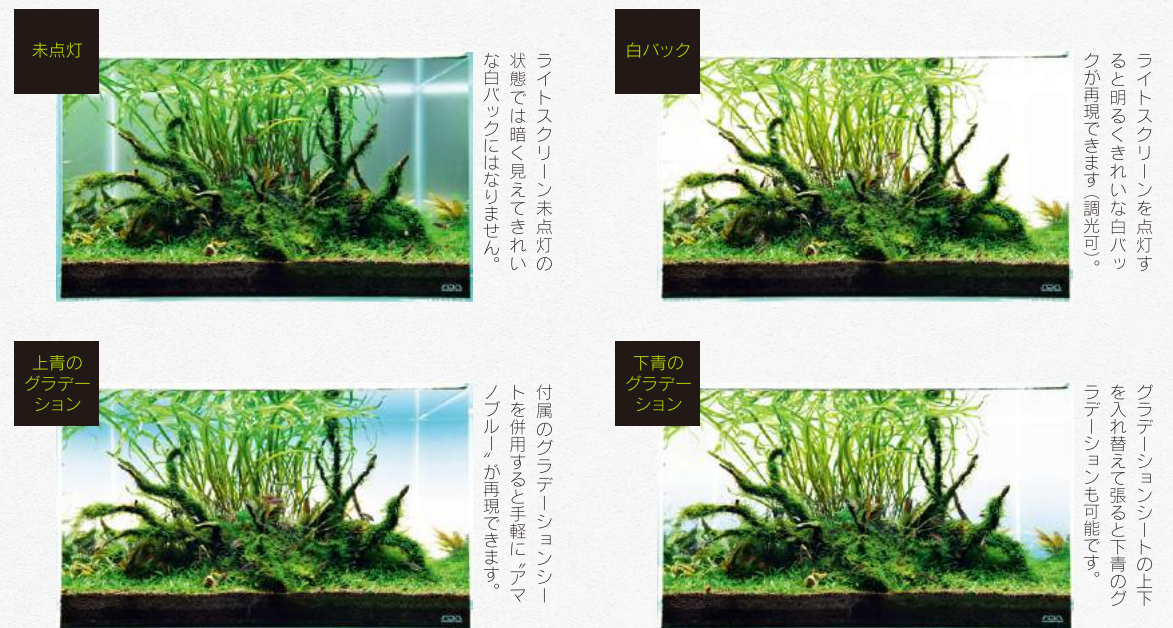 未点灯
ライトスクリーン未点灯の
状態では暗く見えてきれい
な白バックにはなりません。
白バック
ライトスクリーンを点灯す
ると明るくきれいな白バッ
クが再現できます（調光可）。
上青の
グラデー
ション
付属のグラデーションシー
トを併用すると手軽に〝アマ
ノブルー〟が再現できます。
下青の
グラデー
ション
グラデーションシートの上下
を入れ替えて張ると下青のグ
ラデーションも可能です。
ADA
ADA
ADA
ADA